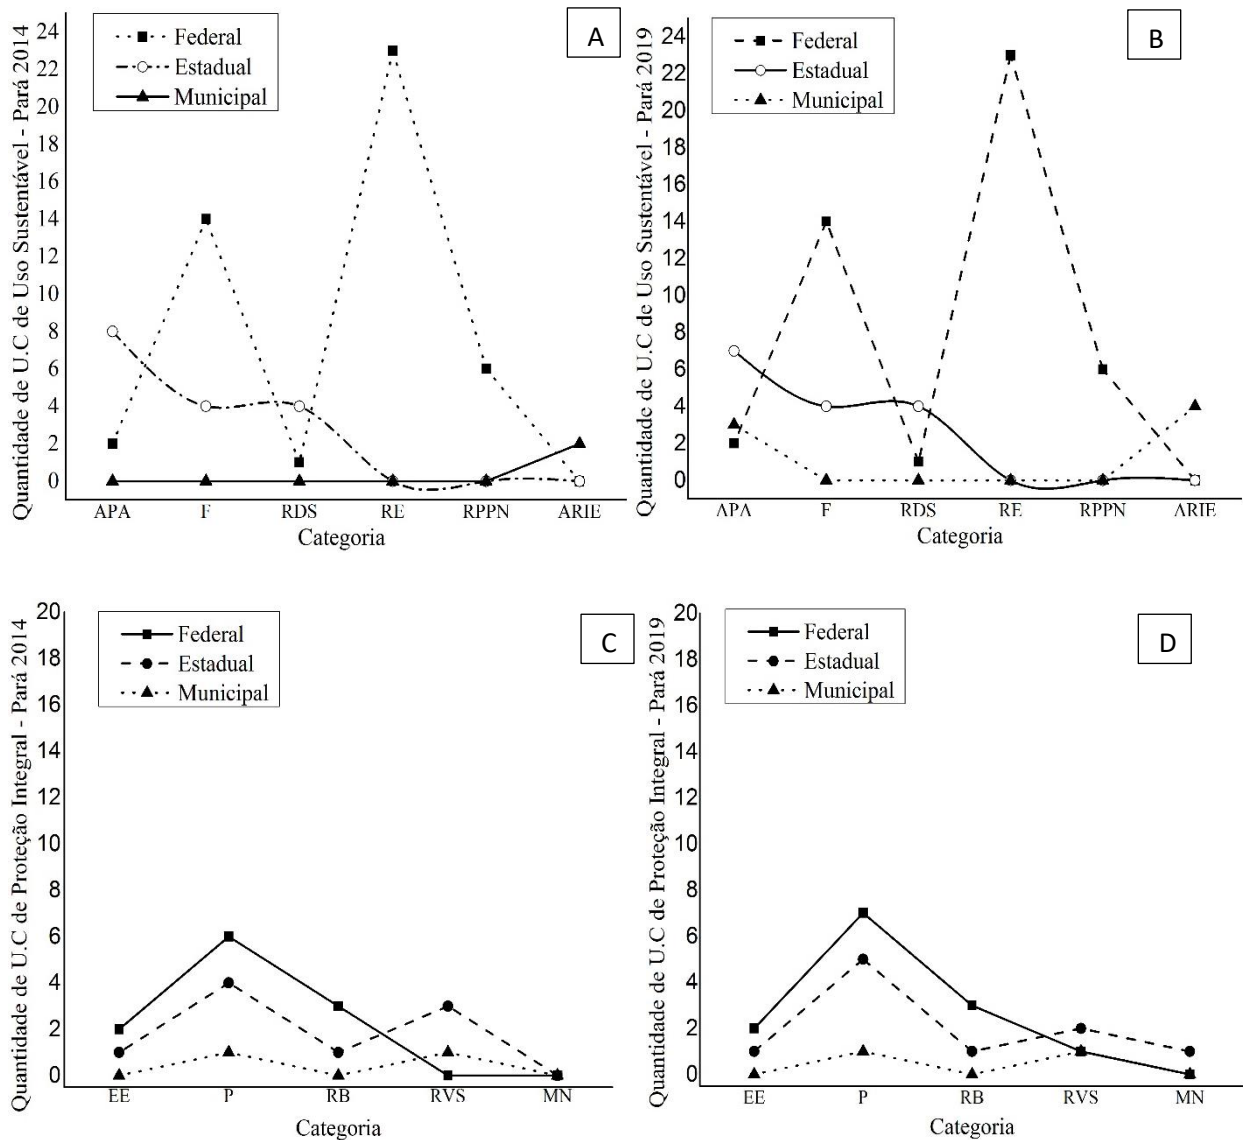 Quantidade de U.C de Uso Sustentável - Pará 2014
24
22
20
18
16
14
12
10
8
6
4
2
0
Federal
Estadual
Municipal
A
APA F RDS RE RPPN ARIE
Categoria
Quantidade de U.C de Uso Sustentável - Pará 2019
24
22
20
18
16
14
12
10
8
6
4
2
0
Federal
Estadual
Municipal
B
APA F RDS RE RPPN ARIE
Categoria
Quantidade de U.C de Proteção Integral - Pará 2014
20
18
16
14
12
10
8
6
4
2
0
Federal
Estadual
Municipal
C
EE P RB RVS MN
Categoria
Quantidade de U.C de Proteção Integral - Pará 2019
20
18
16
14
12
10
8
6
4
2
0
Federal
Estadual
Municipal
D
EE P RB RVS MN
Categoria